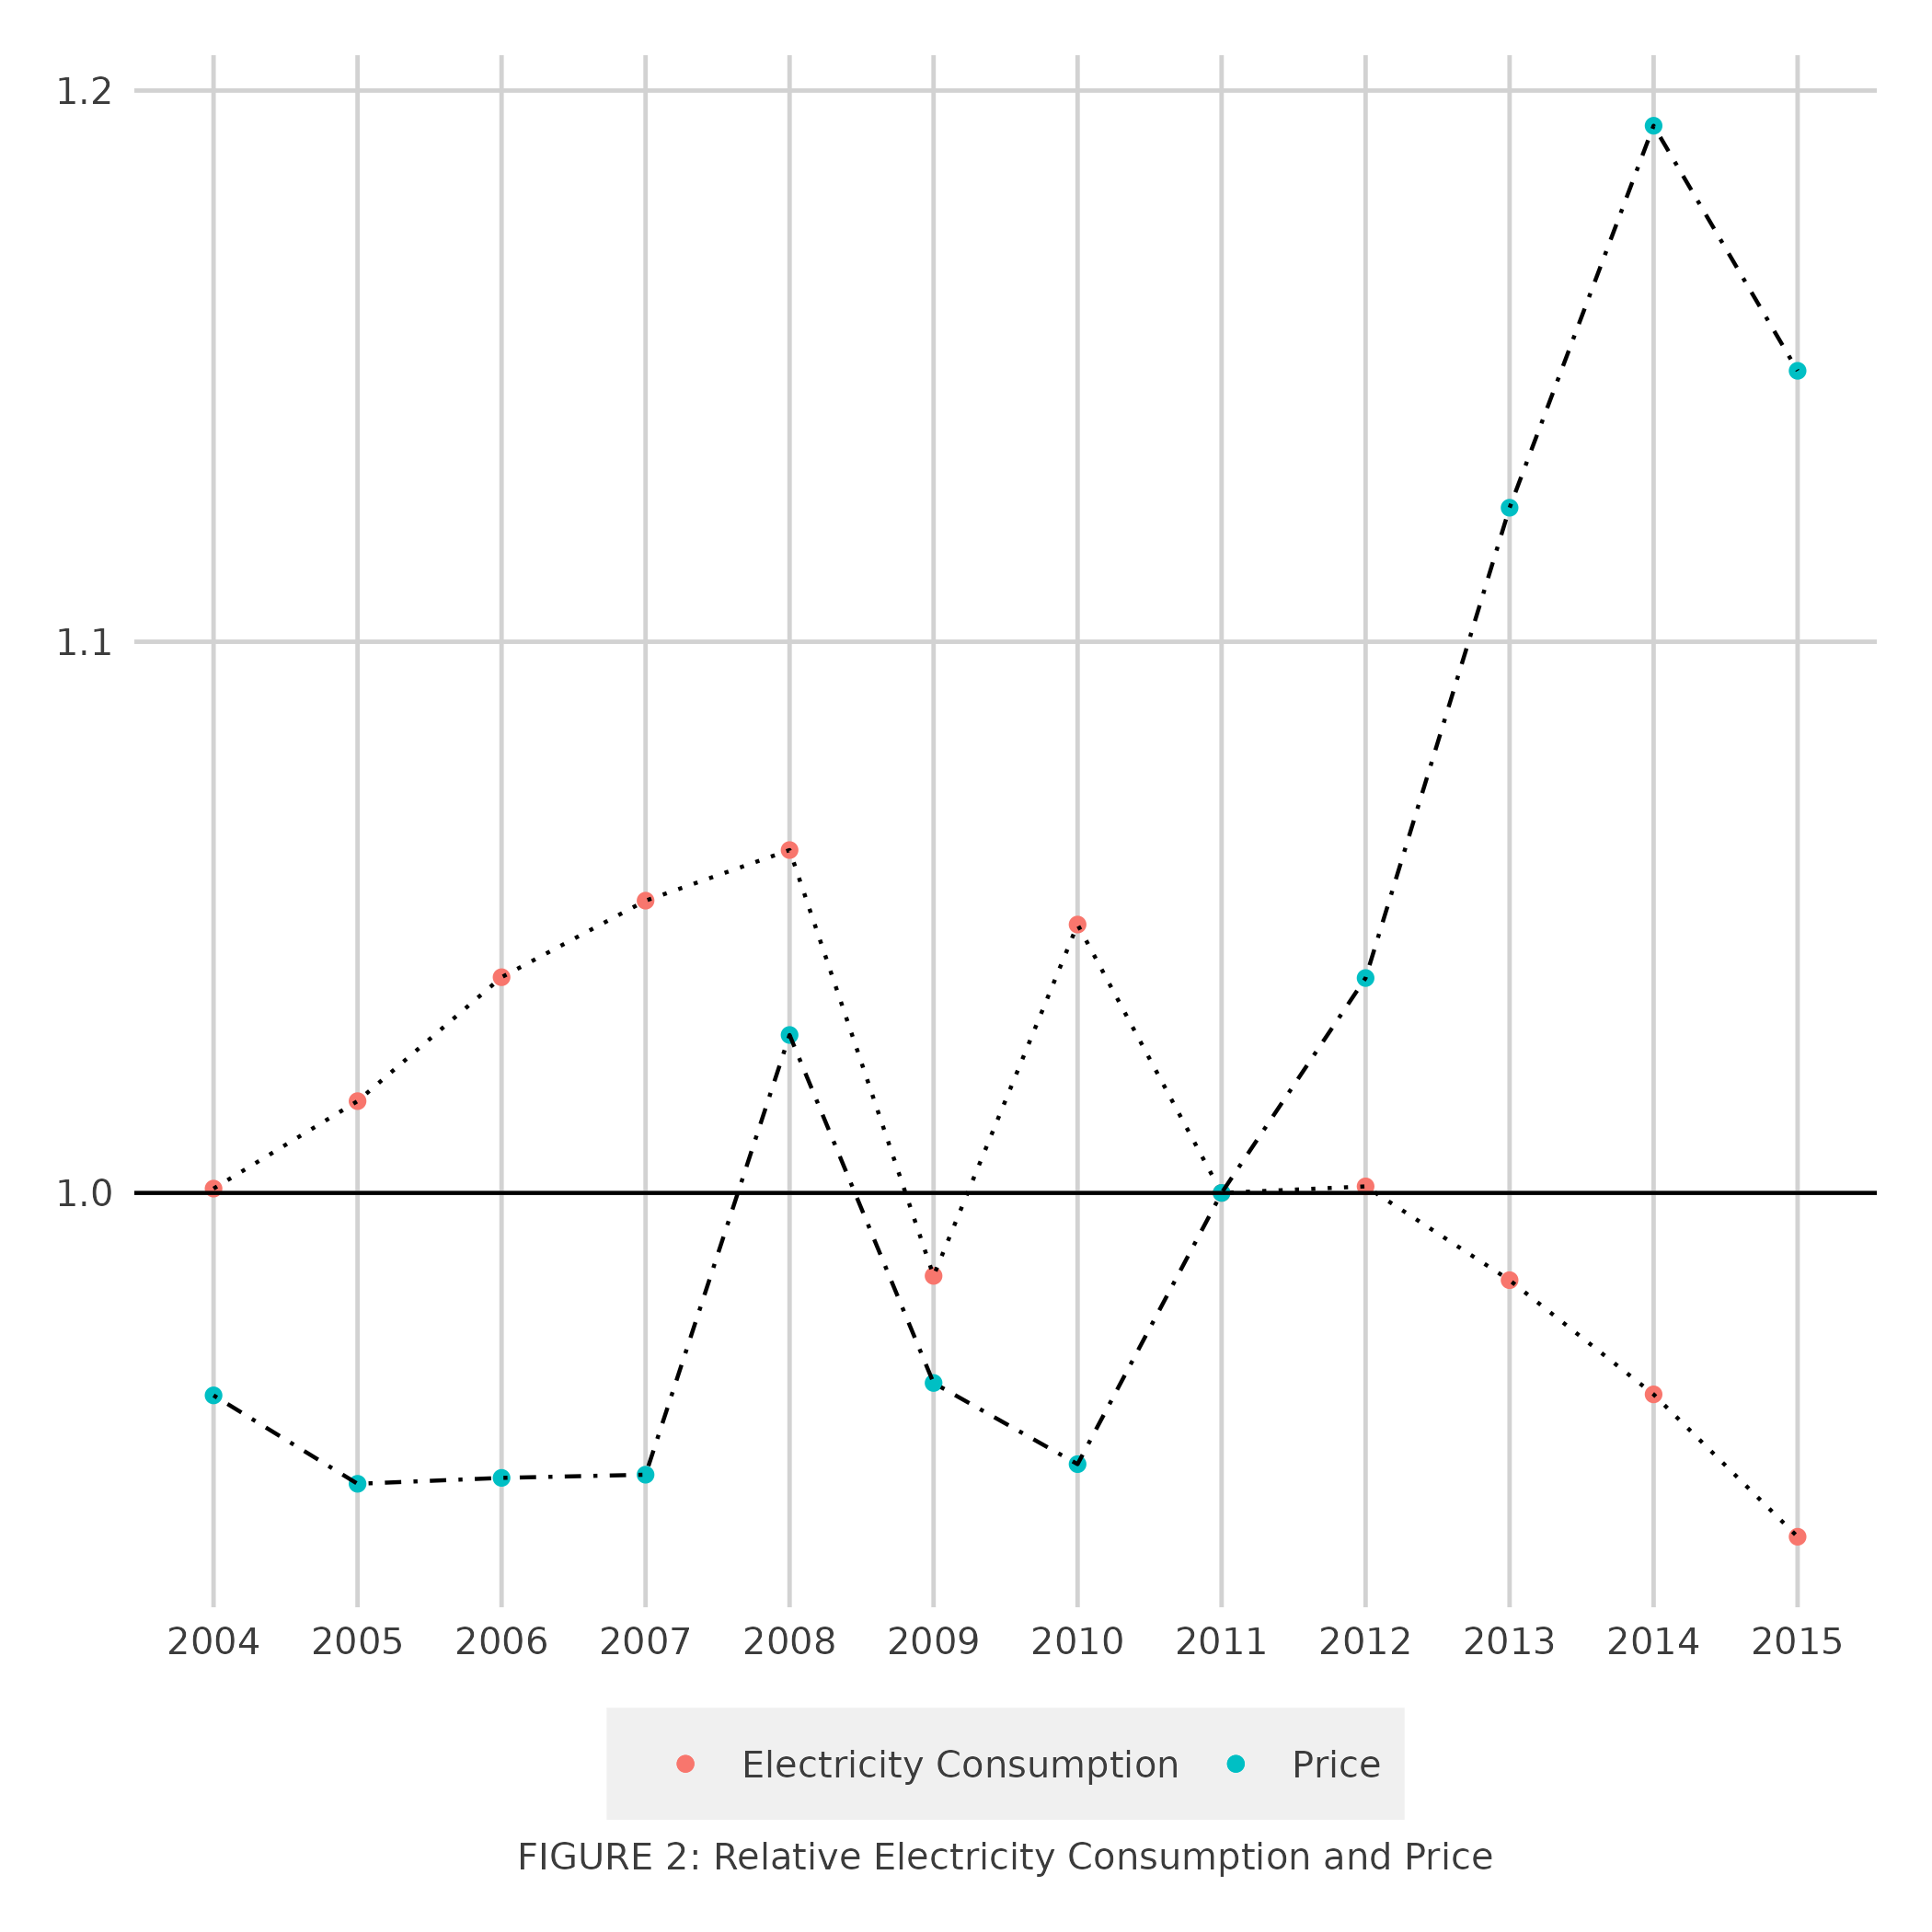 1.2
1.1
1.0
2004 2005 2006 2007 2008 2009 2010 2011 2012 2013 2014 2015
Electricity Consumption Price
FIGURE 2: Relative Electricity Consumption and Price